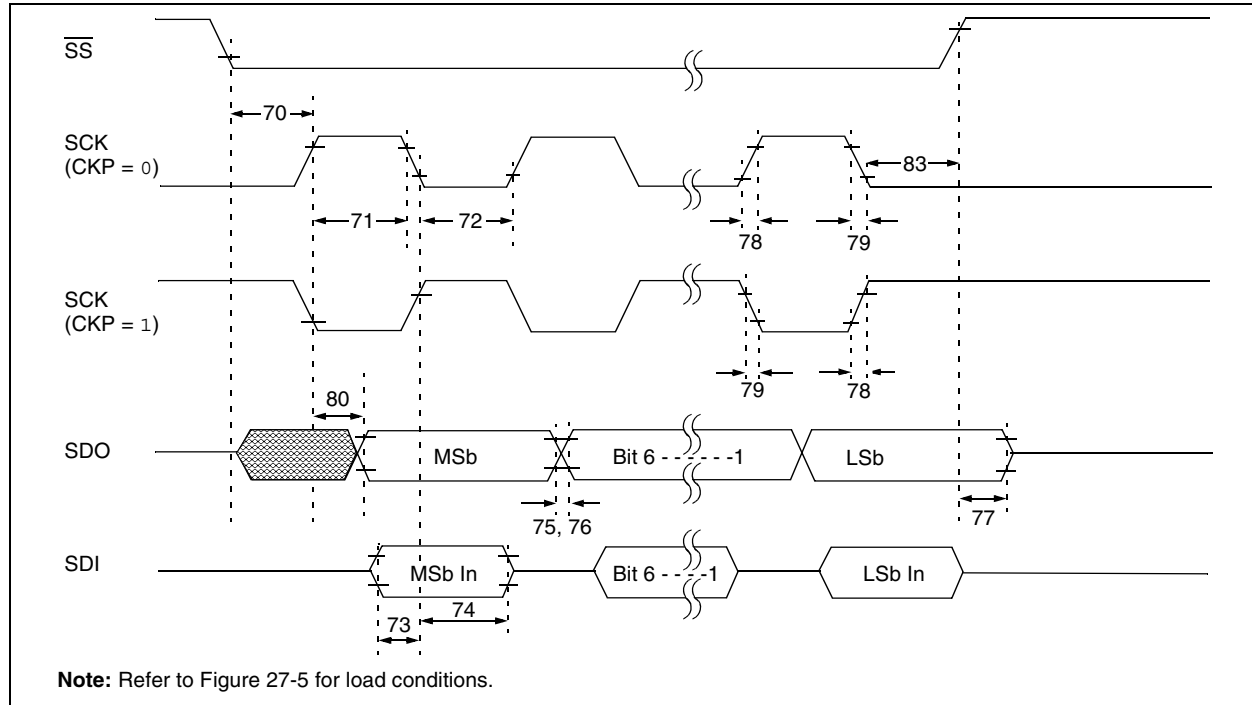 SS
70
SCK
(CKP = 0)
83
71
72
78
79
SCK
(CKP = 1)
79
78
80
SDO
MSb
Bit 6 - - - - - - -1
LSb
75, 76
77
SDI
MSb In
Bit 6 - - - - -1
LSb In
73
74
Note: Refer to Figure 27-5 for load conditions.